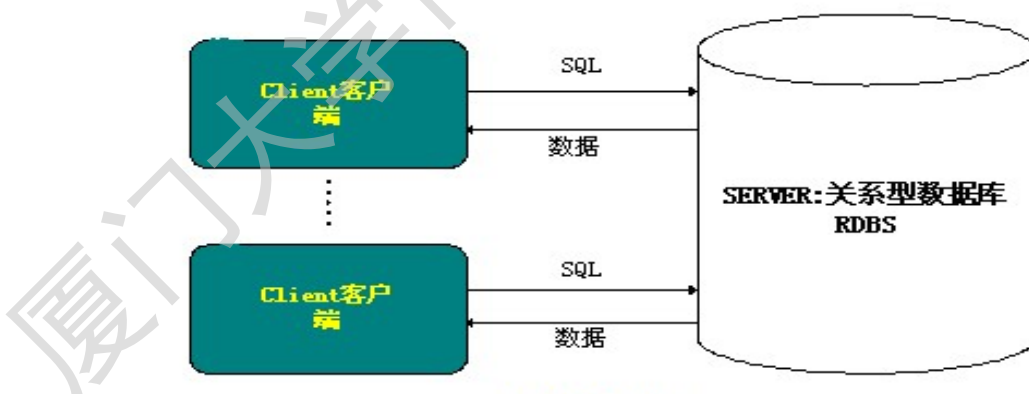 Client客户
端
SQL
数据
SERVER:关系型数据库
RDBS
Client客户
端
SQL
数据
厦门大学